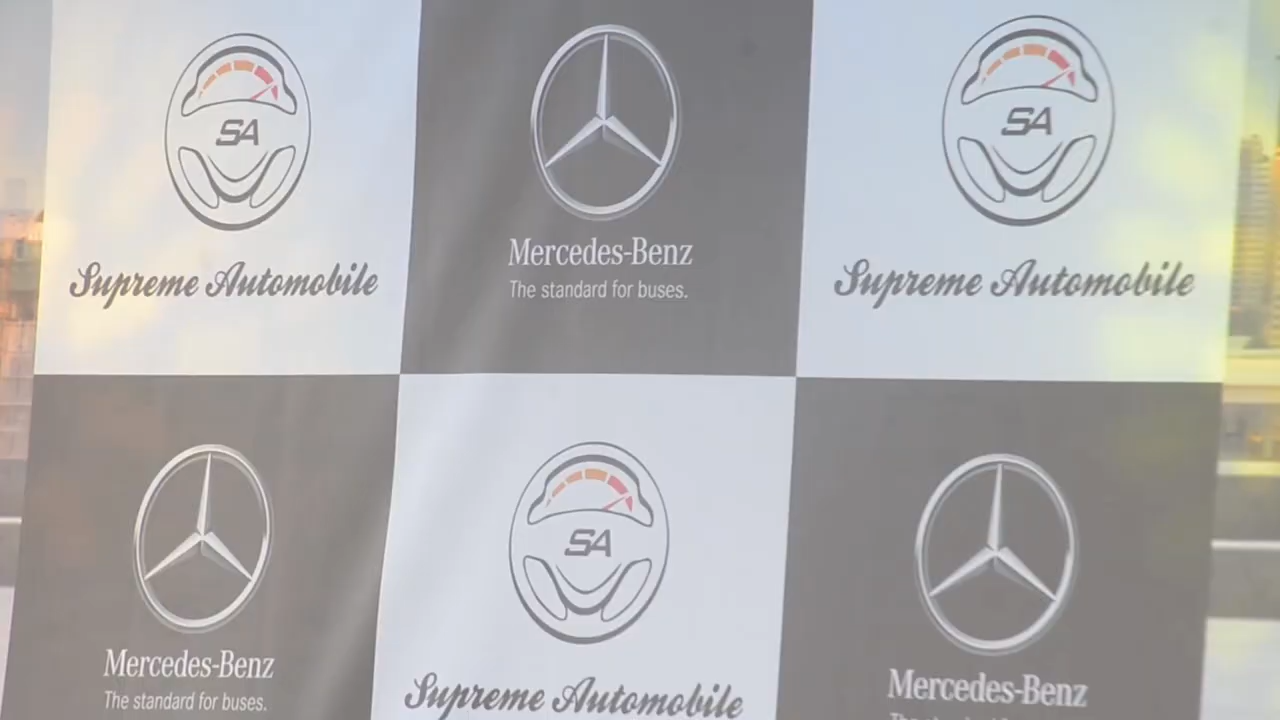 SA
Supreme Automobile
Mercedes-Benz
The standard for buses.
SA
Supreme Automobile
Mercedes-Benz
The standard for buses.
SA
Supreme Automobile
Mercedes-Benz